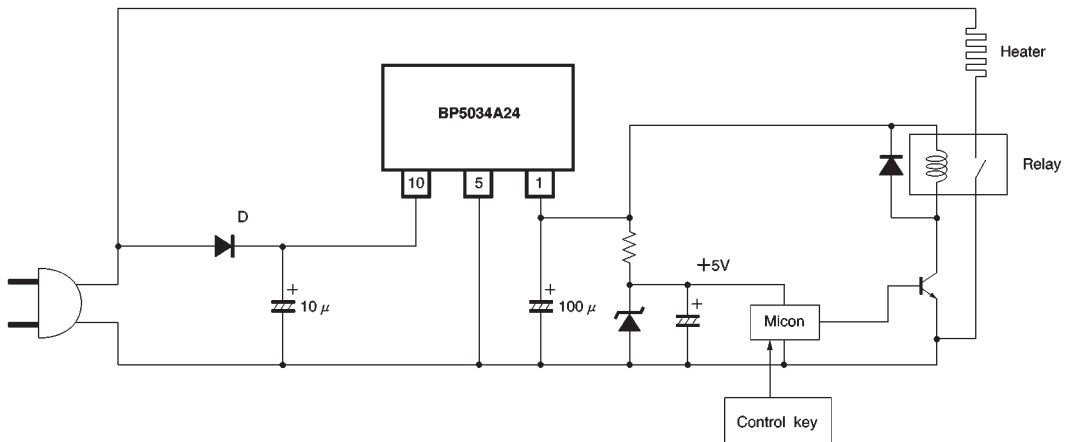 Heater
BP5034A24
Relay
10
5
1
D
+5V
+
10 μ
+
100 μ
+
Micon
Control key